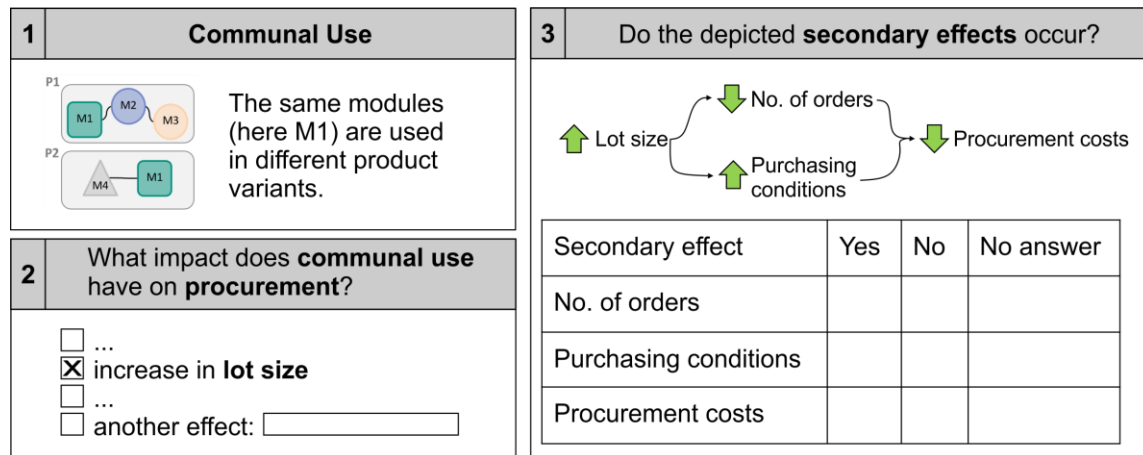 1
Communal Use
P1
M1
M2
M3
P2
M4
M1
The same modules
(here M1) are used
in different product
variants.
2
What impact does communal use
have on procurement?
...
increase in lot size
...
another effect:
3
Do the depicted secondary effects occur?
Lot size
No. of orders
Purchasing
conditions
Procurement costs
Secondary effect Yes No No answer
No. of orders
Purchasing conditions
Procurement costs